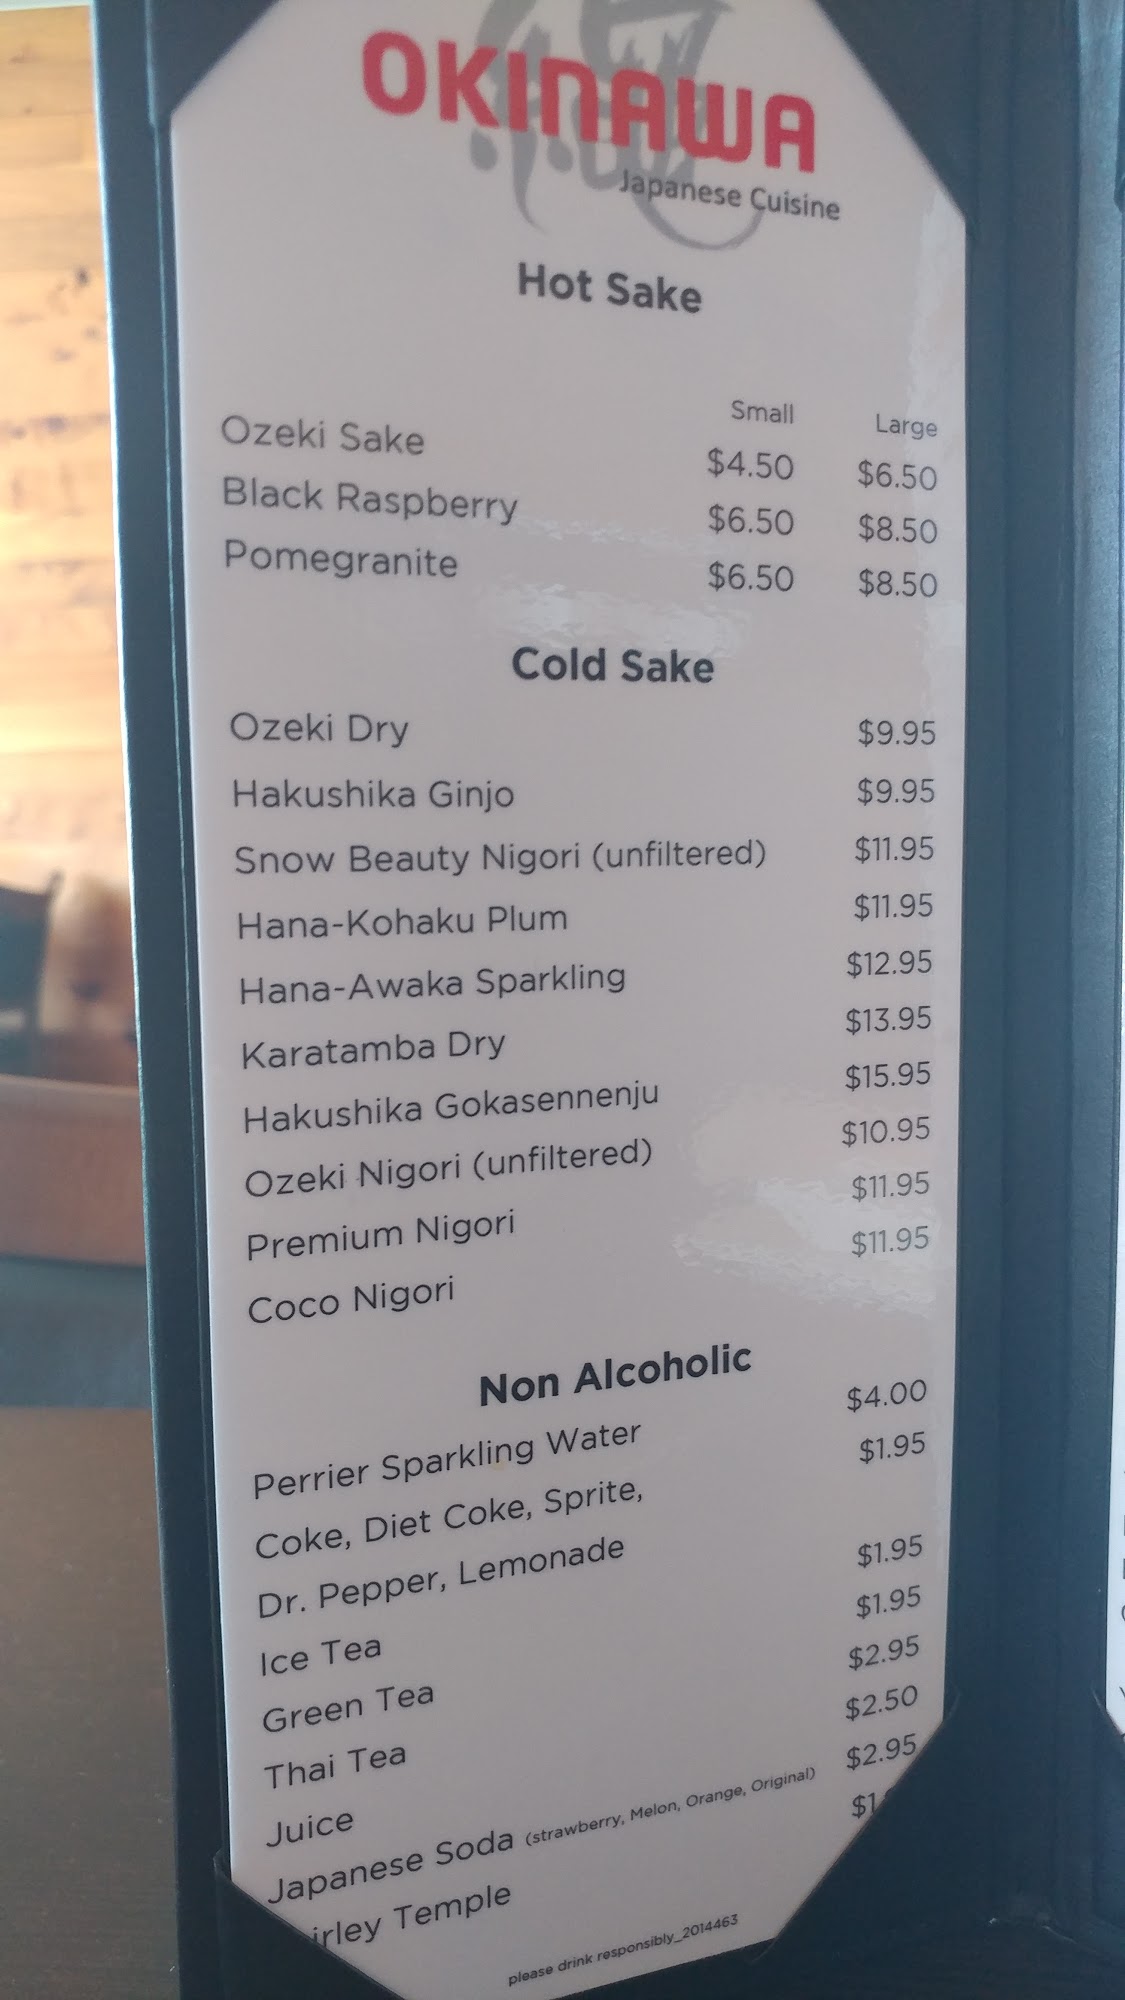 OKINAWA
Japanese Cuisine
Hot Sake
Small Large
Ozeki Sake $4.50 $6.50
Black Raspberry $6.50 $8.50
Pomegranite $6.50 $8.50
Cold Sake
Ozeki Dry $9.95
Hakushika Ginjo $9.95
Snow Beauty Nigori (unfiltered) $11.95
Hana-Kohaku Plum $11.95
Hana-Awaka Sparkling $12.95
Karatamba Dry $13.95
Hakushika Gokasennenju $15.95
Ozeki Nigori (unfiltered) $10.95
Premium Nigori $11.95
Coco Nigori $11.95
Non Alcoholic
Perrier Sparkling Water $4.00
Coke, Diet Coke, Sprite, $1.95
Dr. Pepper, Lemonade
Ice Tea $1.95
Green Tea $1.95
Thai Tea $2.95
Juice $2.50
Japanese Soda (strawberry, Melon, Orange, Original) $2.95
irley Temple
please drink responsibly_2014463